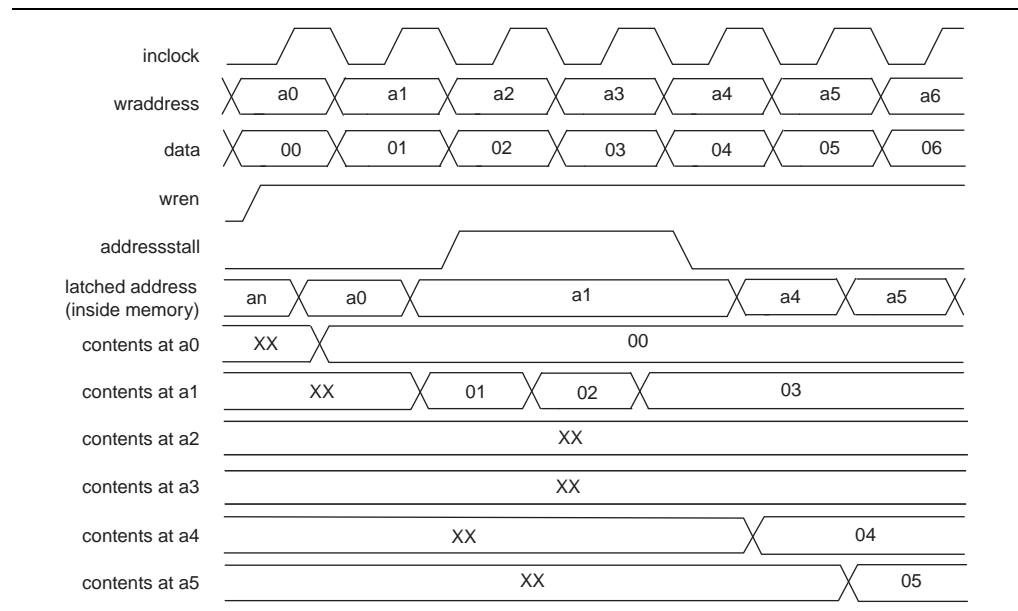 inclock
wraddress a0 a1 a2 a3 a4 a5 a6
data 00 01 02 03 04 05 06
wren
addressstall
latched address
(inside memory) an a0 a1 a4 a5
contents at a0 XX 00
contents at a1 XX 01 02 03
contents at a2 XX
contents at a3 XX
contents at a4 XX 04
contents at a5 XX 05